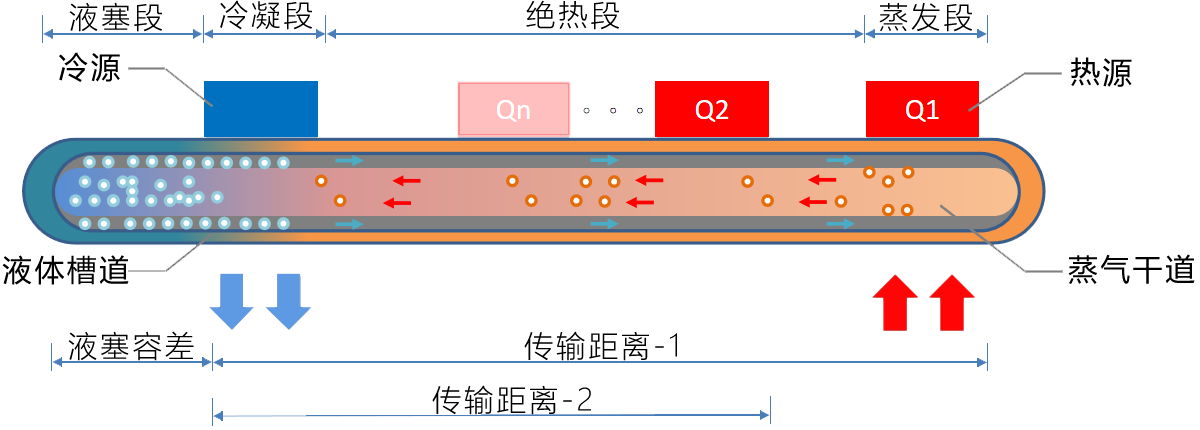 液塞段
冷凝段
绝热段
蒸发段
冷源
热源
Qn
Q2
Q1
液体槽道
蒸气干道
液塞容差
传输距离-1
传输距离-2